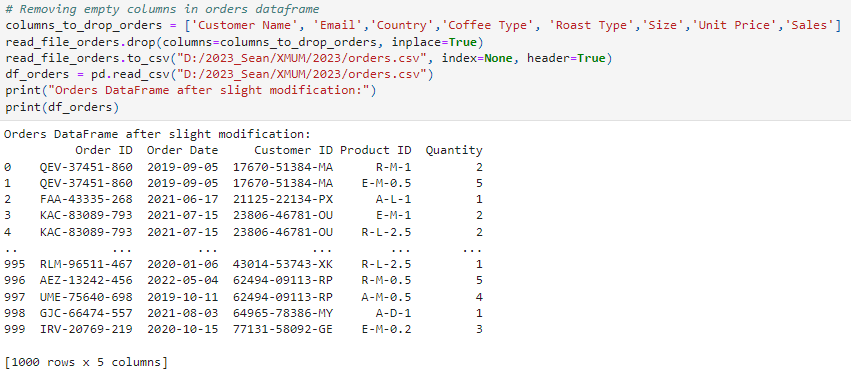 # Removing empty columns in orders dataframe
columns_to_drop_orders = ['Customer Name', 'Email','Country','Coffee Type', 'Roast Type','Size','Unit Price','Sales']
read_file_orders.drop(columns=columns_to_drop_orders, inplace=True)
read_file_orders.to_csv("D:/2023_Sean/XMUM/2023/orders.csv", index=None, header=True)
df_orders = pd.read_csv("D:/2023_Sean/XMUM/2023/orders.csv")
print("Orders DataFrame after slight modification:")
print(df_orders)
Orders DataFrame after slight modification:
Order ID Order Date Customer ID Product ID Quantity
0 QEV-37451-860 2019-09-05 17670-51384-MA R-M-1 2
1 QEV-37451-860 2019-09-05 17670-51384-MA E-M-0.5 5
2 FAA-43335-268 2021-06-17 21125-22134-PX A-L-1 1
3 KAC-83089-793 2021-07-15 23806-46781-OU E-M-1 2
4 KAC-83089-793 2021-07-15 23806-46781-OU R-L-2.5 2
.. ... ... ... ... ...
995 RLM-96511-467 2020-01-06 43014-53743-XK R-L-2.5 1
996 AEZ-13242-456 2022-05-04 62494-09113-RP R-M-0.5 5
997 UME-75640-698 2019-10-11 62494-09113-RP A-M-0.5 4
998 GJC-66474-557 2021-08-03 64965-78386-MY A-D-1 1
999 IRV-20769-219 2020-10-15 77131-58092-GE E-M-0.2 3
[1000 rows x 5 columns]